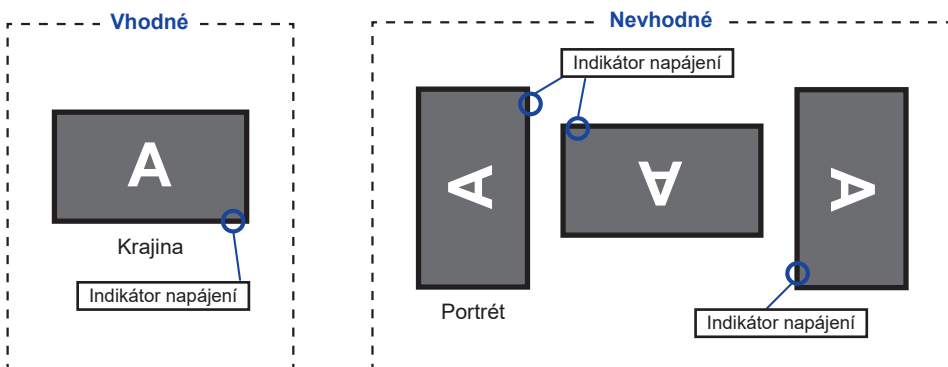 Vhodné
A
Krajina
Indikátor napájení
Nevhodné
Indikátor napájení
A
A
A
Portrét
Indikátor napájení